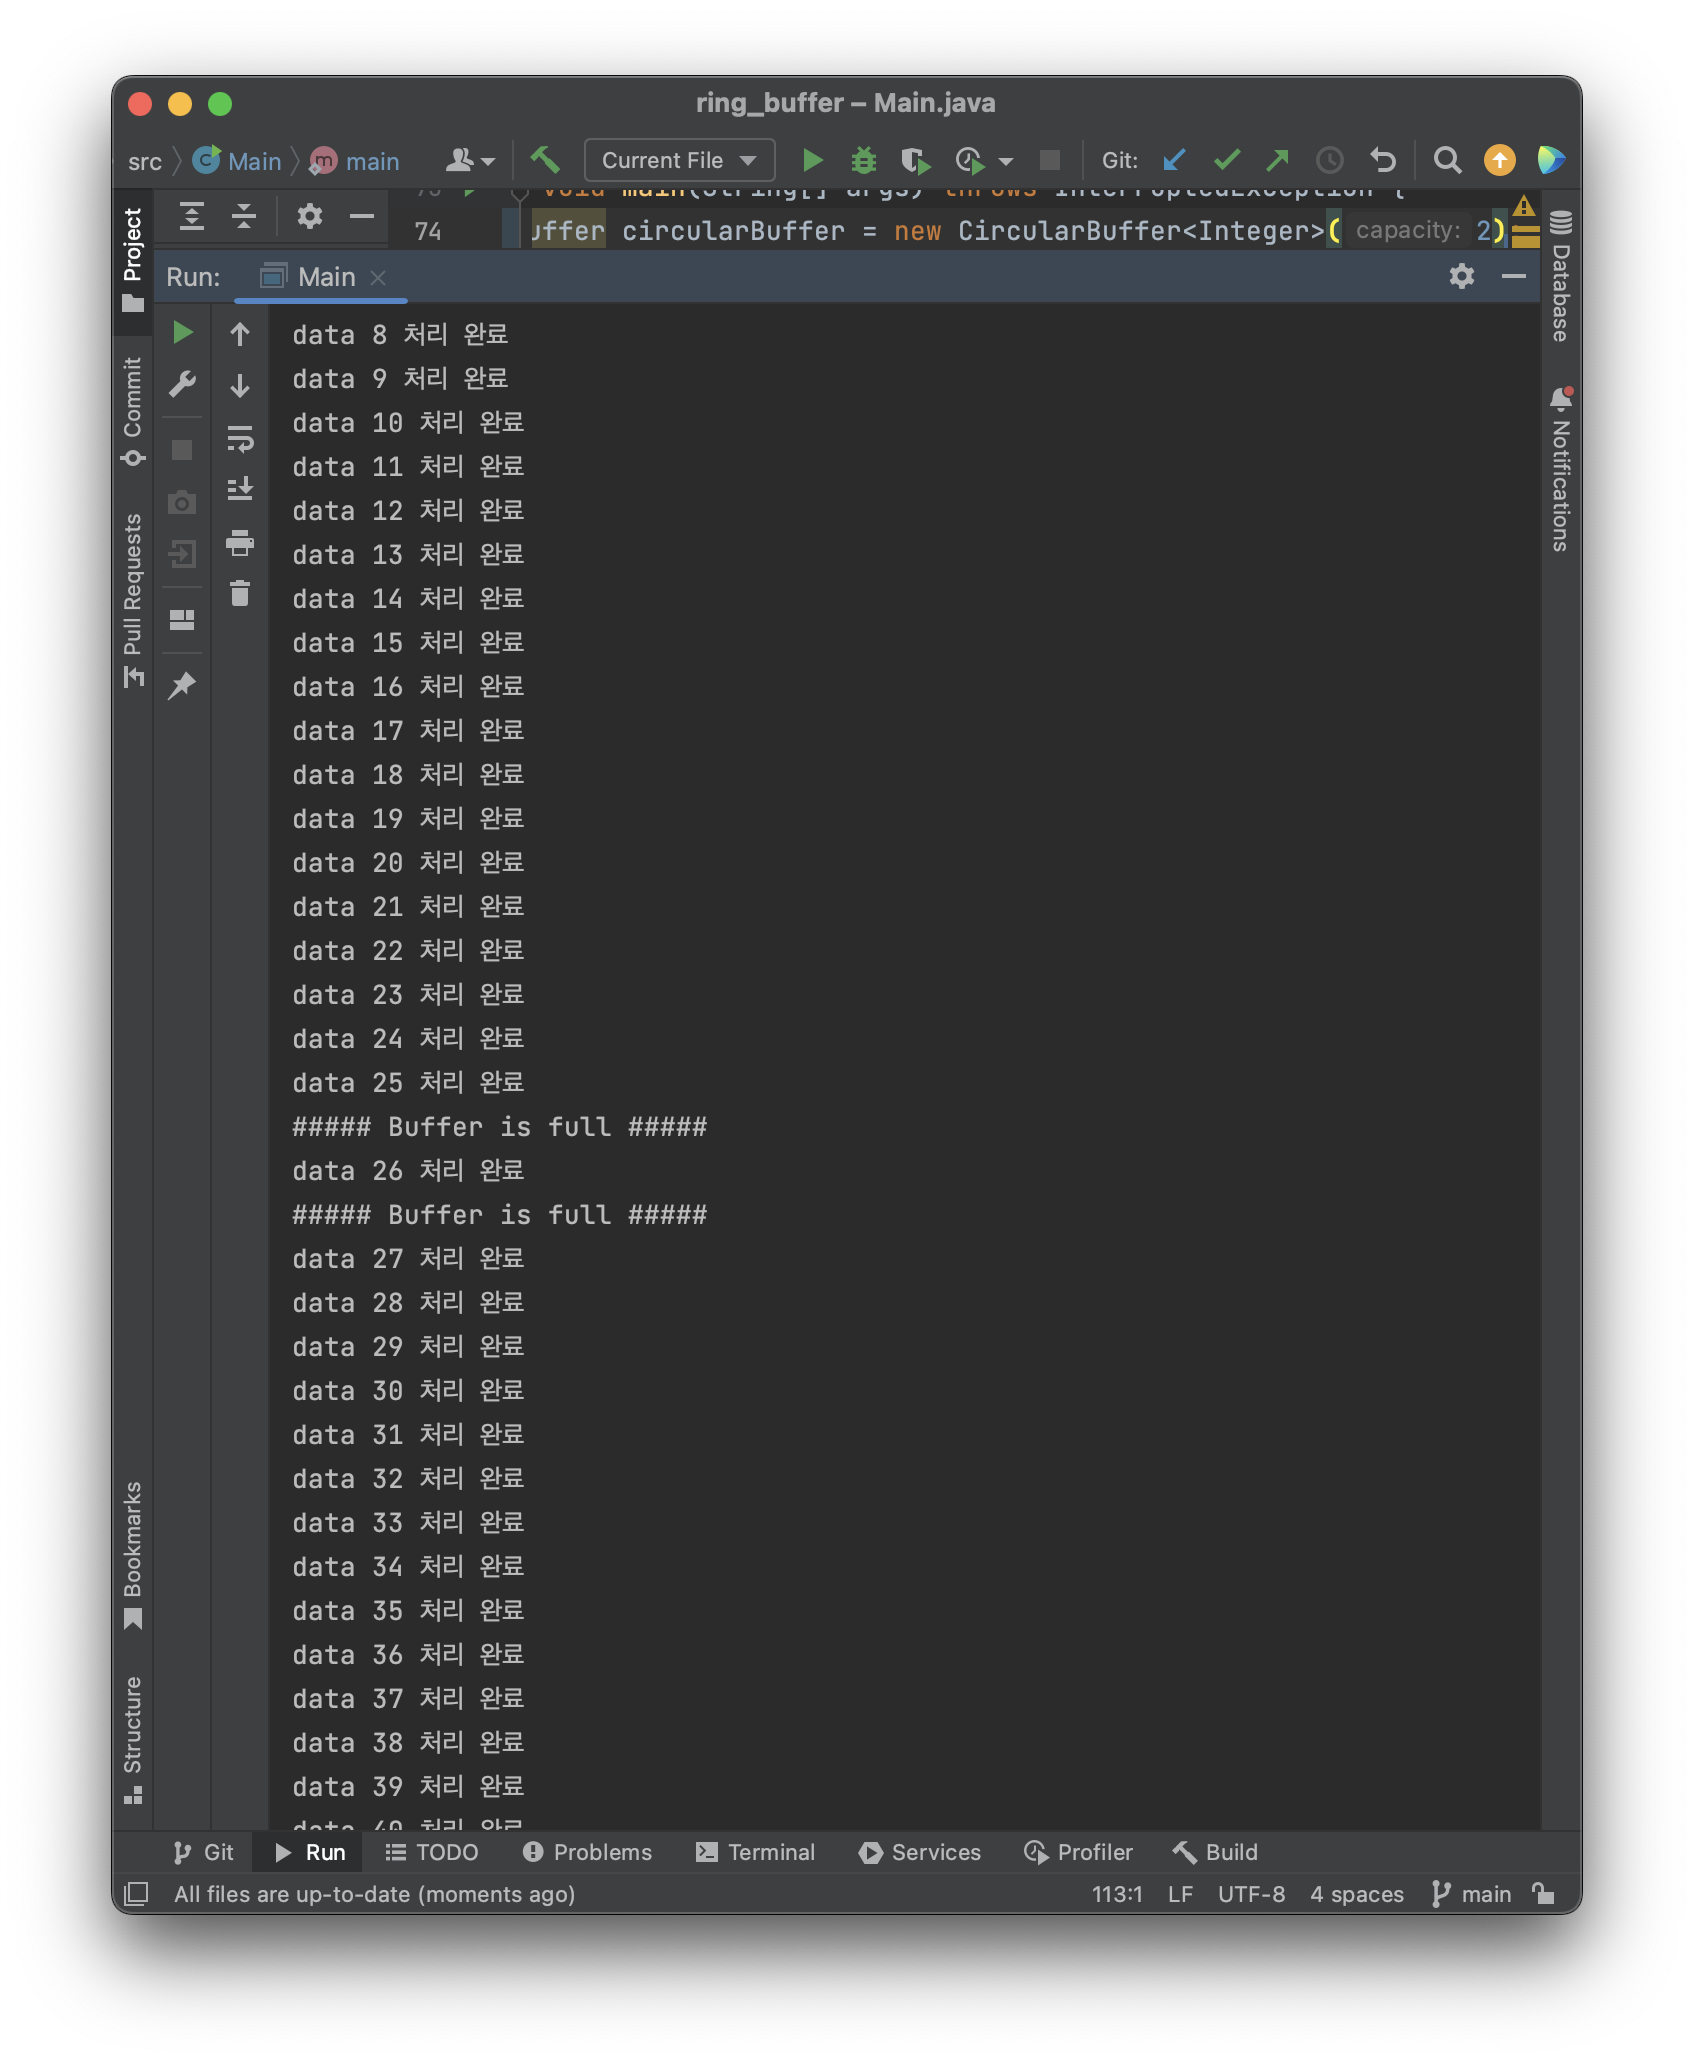 ring_buffer – Main.java
src Main main Current File Git:
void main(String[] args) throws InterruptedException {
74 uffer circularBuffer = new CircularBuffer<Integer>( capacity: 2)
Run: Main
data 8 처리 완료
data 9 처리 완료
data 10 처리 완료
data 11 처리 완료
data 12 처리 완료
data 13 처리 완료
data 14 처리 완료
data 15 처리 완료
data 16 처리 완료
data 17 처리 완료
data 18 처리 완료
data 19 처리 완료
data 20 처리 완료
data 21 처리 완료
data 22 처리 완료
data 23 처리 완료
data 24 처리 완료
data 25 처리 완료
##### Buffer is full #####
data 26 처리 완료
##### Buffer is full #####
data 27 처리 완료
data 28 처리 완료
data 29 처리 완료
data 30 처리 완료
data 31 처리 완료
data 32 처리 완료
data 33 처리 완료
data 34 처리 완료
data 35 처리 완료
data 36 처리 완료
data 37 처리 완료
data 38 처리 완료
data 39 처리 완료
data 40 처리 완료
Project
Commit
Pull Requests
Bookmarks
Structure
Database
Notifications
Git Run TODO Problems Terminal Services Profiler Build
All files are up-to-date (moments ago) 113:1 LF UTF-8 4 spaces main